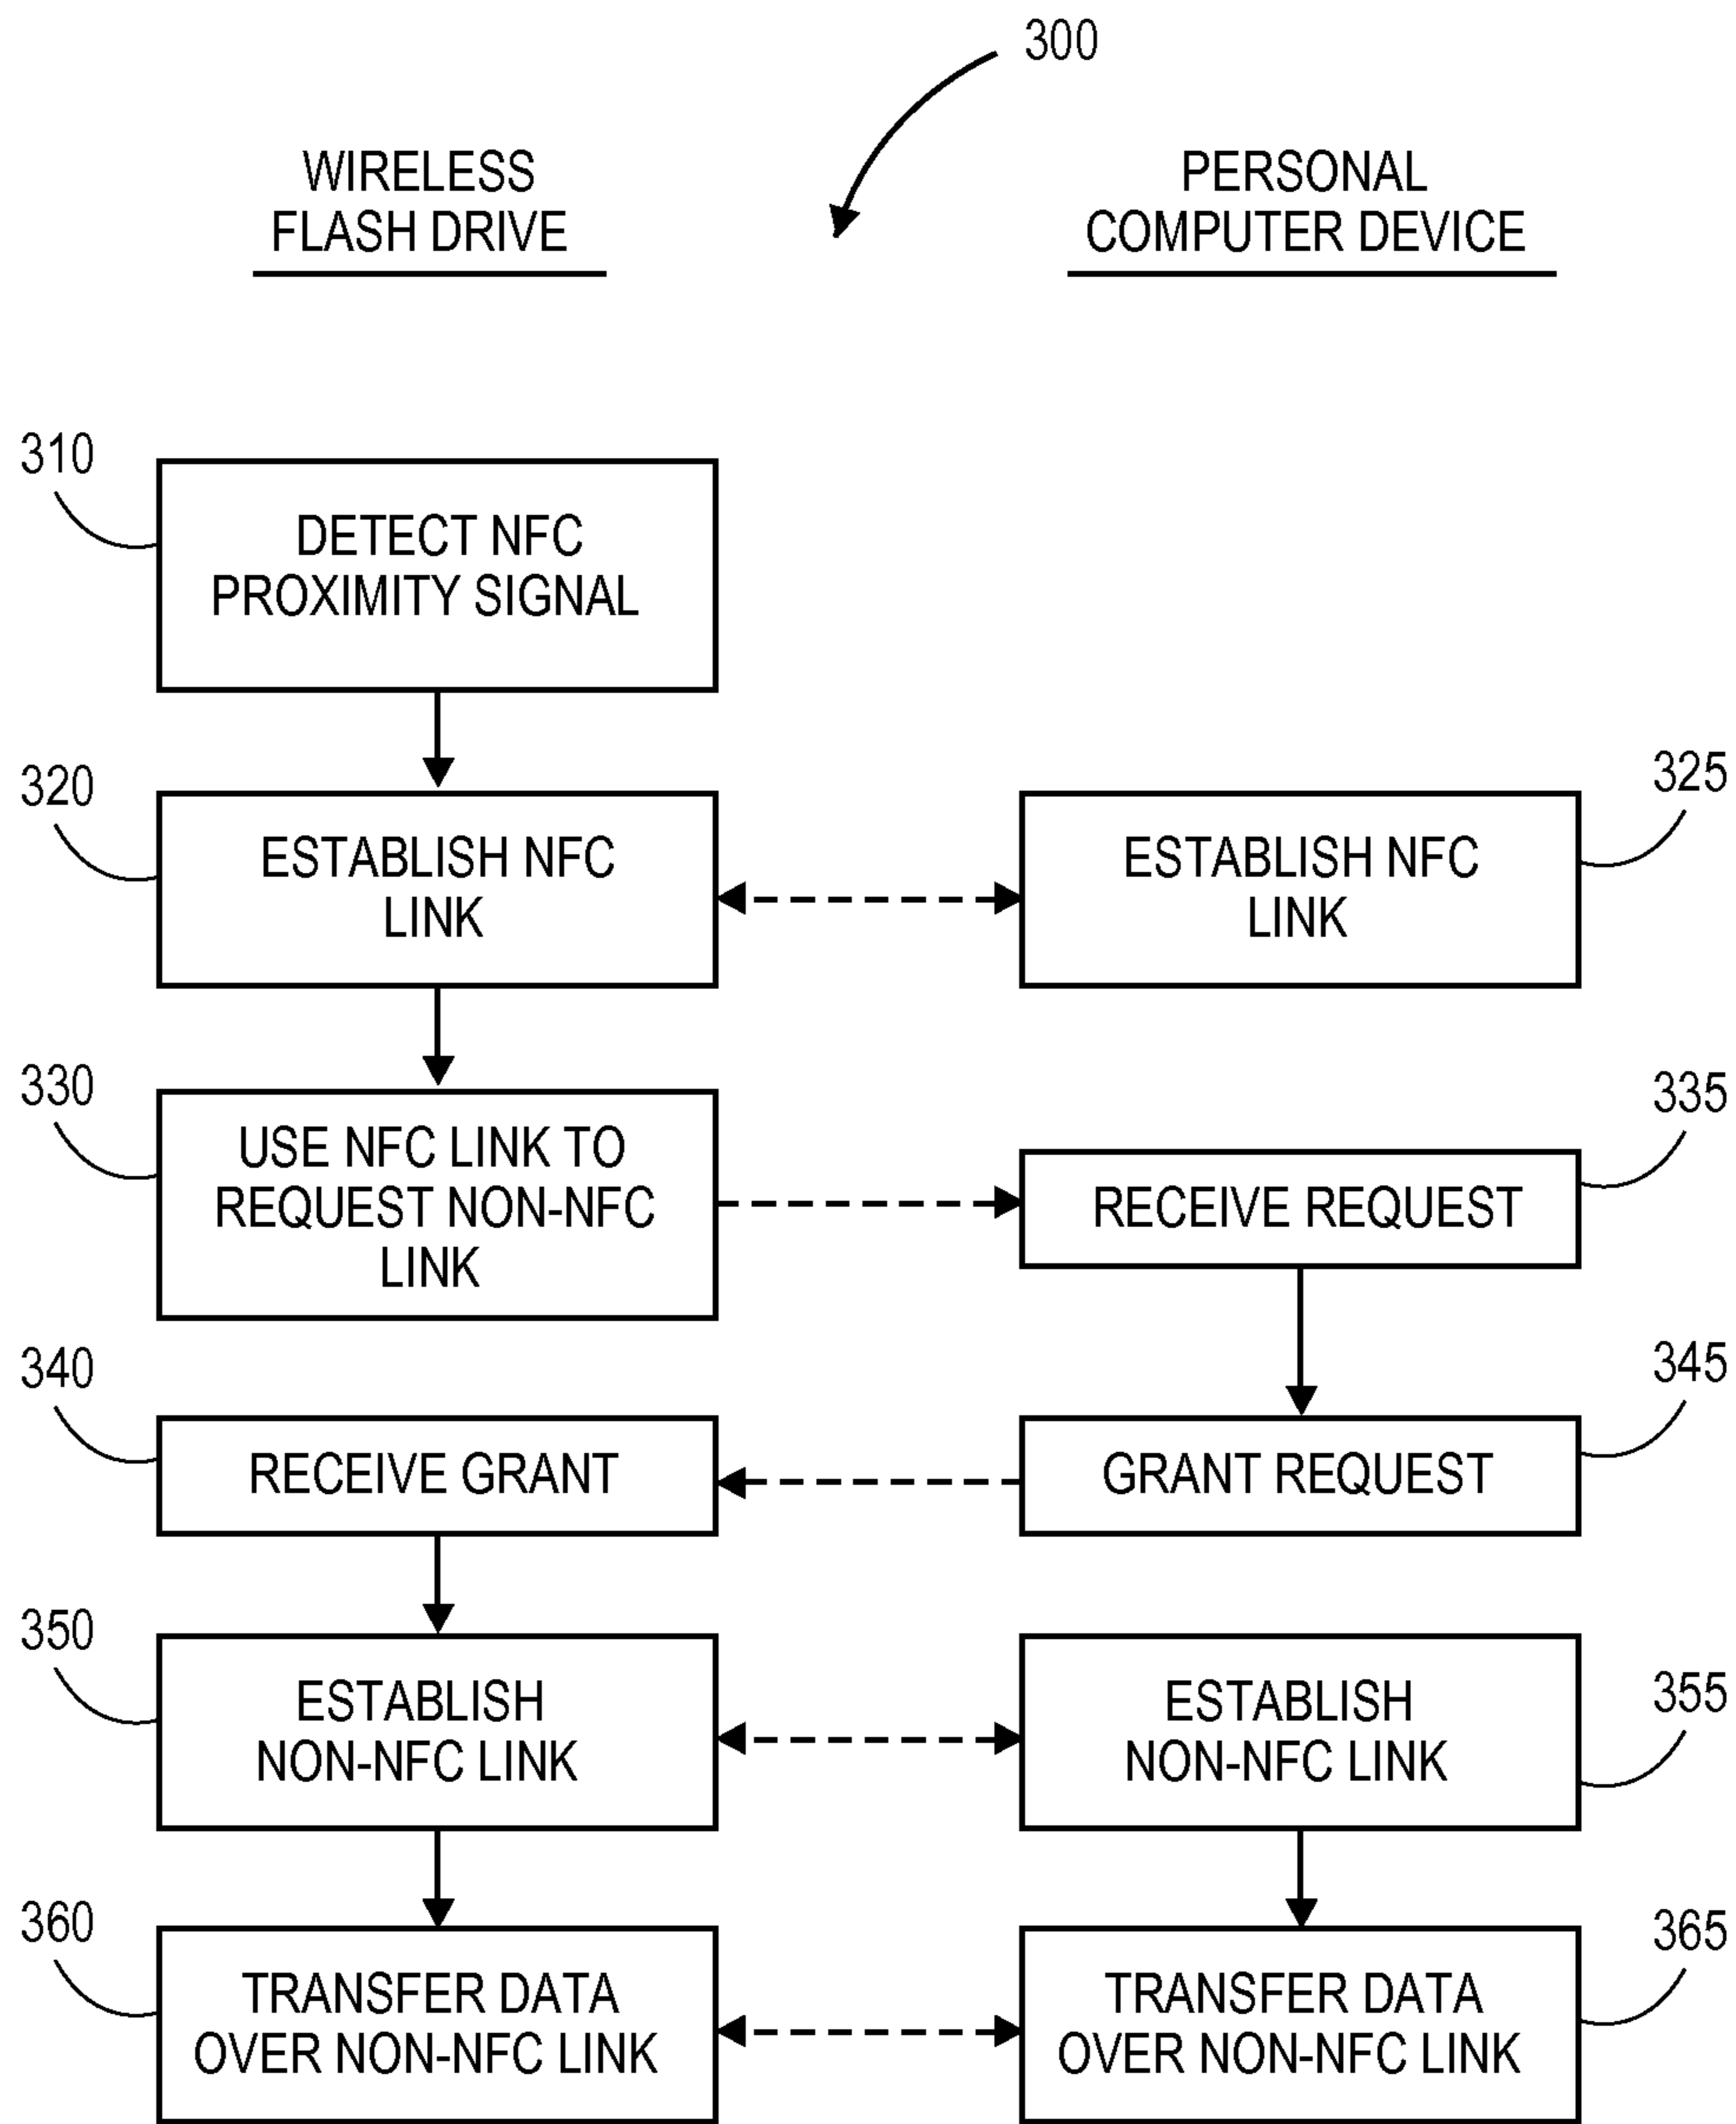 300
WIRELESS
FLASH DRIVE
PERSONAL
COMPUTER DEVICE
310
DETECT NFC
PROXIMITY SIGNAL
320
ESTABLISH NFC
LINK
325
ESTABLISH NFC
LINK
330
USE NFC LINK TO
REQUEST NON-NFC
LINK
335
RECEIVE REQUEST
340
RECEIVE GRANT
345
GRANT REQUEST
350
ESTABLISH
NON-NFC LINK
355
ESTABLISH
NON-NFC LINK
360
TRANSFER DATA
OVER NON-NFC LINK
365
TRANSFER DATA
OVER NON-NFC LINK